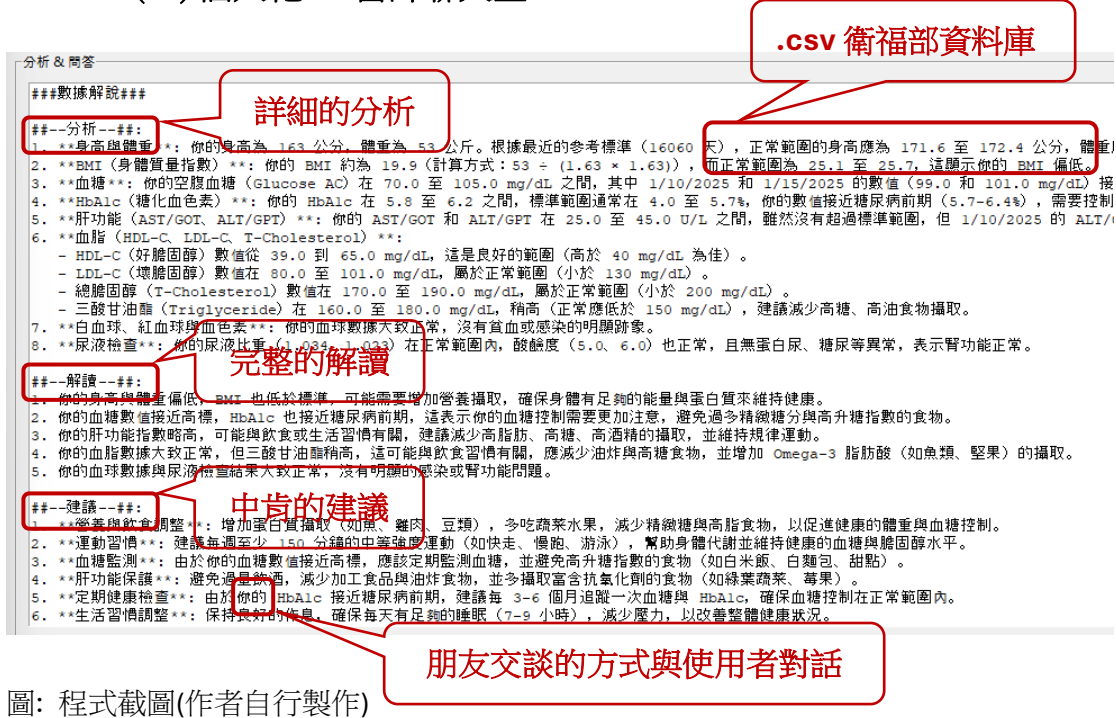 .csv 衛福部資料庫
分析 & 問答
###數據解說###
詳細的分析
##--分析--##:
1. **身高與體重**: 你的身高為 163 公分，體重為 53 公斤。根據最近的參考標準（16060 天），正常範圍的身高應為 171.6 至 172.4 公分，體重
2. **BMI（身體質量指數）**: 你的 BMI 約為 19.9（計算方式：53 ÷ (1.63 × 1.63)），而正常範圍為 25.1 至 25.7，這顯示你的 BMI 偏低。
3. **血糖**: 你的空腹血糖（Glucose AC）在 70.0 至 105.0 mg/dL 之間，其中 1/10/2025 和 1/15/2025 的數值（99.0 和 101.0 mg/dL）接
4. **HbA1c（糖化血色素）**: 你的 HbA1c 在 5.8 至 6.2 之間，標準範圍通常在 4.0 至 5.7%，你的數值接近糖尿病前期（5.7-6.4%），需要控制
5. **肝功能（AST/GOT、ALT/GPT）**: 你的 AST/GOT 和 ALT/GPT 在 25.0 至 45.0 U/L 之間，雖然沒有超過標準範圍，但 1/10/2025 的 ALT/
6. **血脂（HDL-C、LDL-C、T-Cholesterol）**:
- HDL-C（好膽固醇）數值從 39.0 到 65.0 mg/dL，這是良好的範圍（高於 40 mg/dL 為佳）。
- LDL-C（壞膽固醇）數值在 80.0 至 101.0 mg/dL，屬於正常範圍（小於 130 mg/dL）。
- 總膽固醇（T-Cholesterol）數值在 170.0 至 190.0 mg/dL，屬於正常範圍（小於 200 mg/dL）。
- 三酸甘油酯（Triglyceride）在 160.0 至 180.0 mg/dL，稍高（正常應低於 150 mg/dL），建議減少高糖、高油食物攝取。
7. **白血球、紅血球與血色素**: 你的血球數據大致正常，沒有貧血或感染的明顯跡象。
8. **尿液檢查**: 你的尿液比重（1.034、1.023）在正常範圍內，酸鹼度（5.0、6.0）也正常，且無蛋白尿、糖尿等異常，表示腎功能正常。
完整的解讀
##--解讀--##:
1. 你的身高與體重偏低，BMI 也低於標準，可能需要增加營養攝取，確保身體有足夠的能量與蛋白質來維持健康。
2. 你的血糖數值接近高標，HbA1c 也接近糖尿病前期，這表示你的血糖控制需要更加注意，避免過多精緻糖分與高升糖指數的食物。
3. 你的肝功能指數略高，可能與飲食或生活習慣有關，建議減少高脂肪、高糖、高酒精的攝取，並維持規律運動。
4. 你的血脂數據大致正常，但三酸甘油酯稍高，這可能與飲食習慣有關，應減少油炸與高糖食物，並增加 Omega-3 脂肪酸（如魚類、堅果）的攝取。
5. 你的血球數據與尿液檢查結果大致正常，沒有明顯的感染或腎功能問題。
中肯的建議
##--建議--##:
1. **營養與飲食調整**: 增加蛋白質攝取（如魚、雞肉、豆類），多吃蔬菜水果，減少精緻糖與高脂食物，以促進健康的體重與血糖控制。
2. **運動習慣**: 建議每週至少 150 分鐘的中等強度運動（如快走、慢跑、游泳），幫助身體代謝並維持健康的血糖與膽固醇水平。
3. **血糖監測**: 由於你的血糖數值接近高標，應該定期監測血糖，並避免高升糖指數的食物（如白米飯、白麵包、甜點）。
4. **肝功能保護**: 避免過量飲酒，減少加工食品與油炸食物，並多攝取富含抗氧化劑的食物（如綠葉蔬菜、莓果）。
5. **定期健康檢查**: 由於你的 HbA1c 接近糖尿病前期，建議每 3-6 個月追蹤一次血糖與 HbA1c，確保血糖控制在正常範圍內。
6. **生活習慣調整**: 保持良好的作息，確保每天有足夠的睡眠（7-9 小時），減少壓力，以改善整體健康狀況。
朋友交談的方式與使用者對話
圖: 程式截圖(作者自行製作)